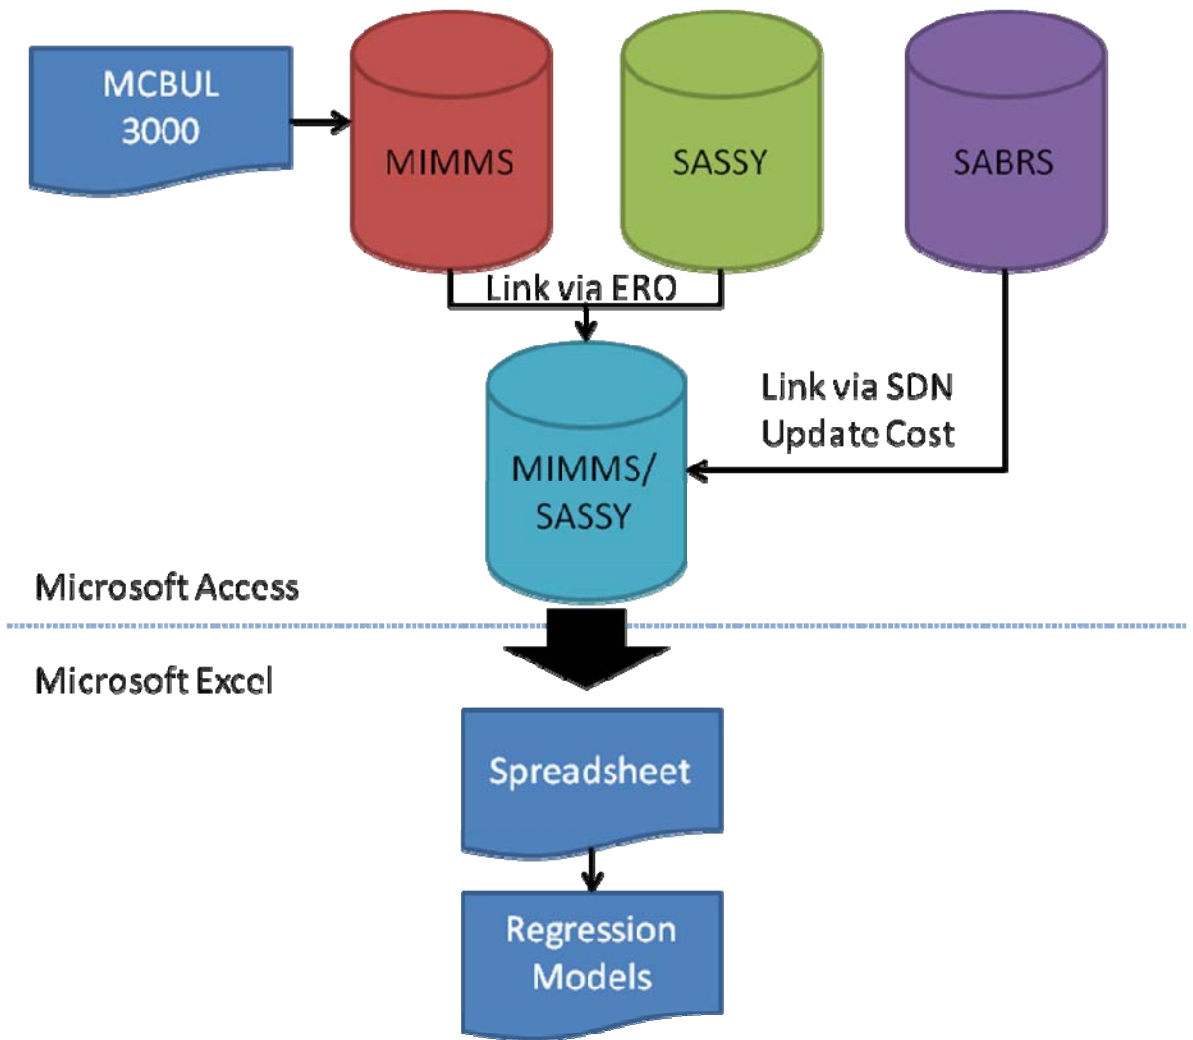 MCBUL
3000
MIMMS
SASSY
SABRS
Link via ERO
Link via SDN
Update Cost
MIMMS/
SASSY
Microsoft Access
Microsoft Excel
Spreadsheet
Regression
Models